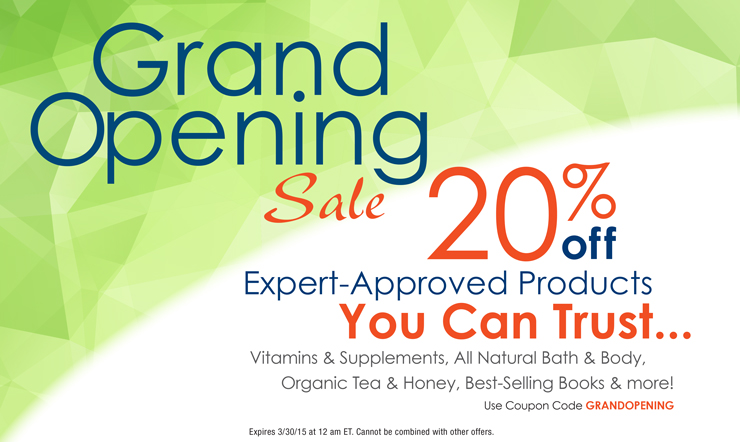 Grand
Opening
Sale
20%
off
Expert-Approved Products
You Can Trust...
Vitamins & Supplements, All Natural Bath & Body,
Organic Tea & Honey, Best-Selling Books & more!
Use Coupon Code GRANDOPENING
Expires 3/30/15 at 12 am ET. Cannot be combined with other offers.